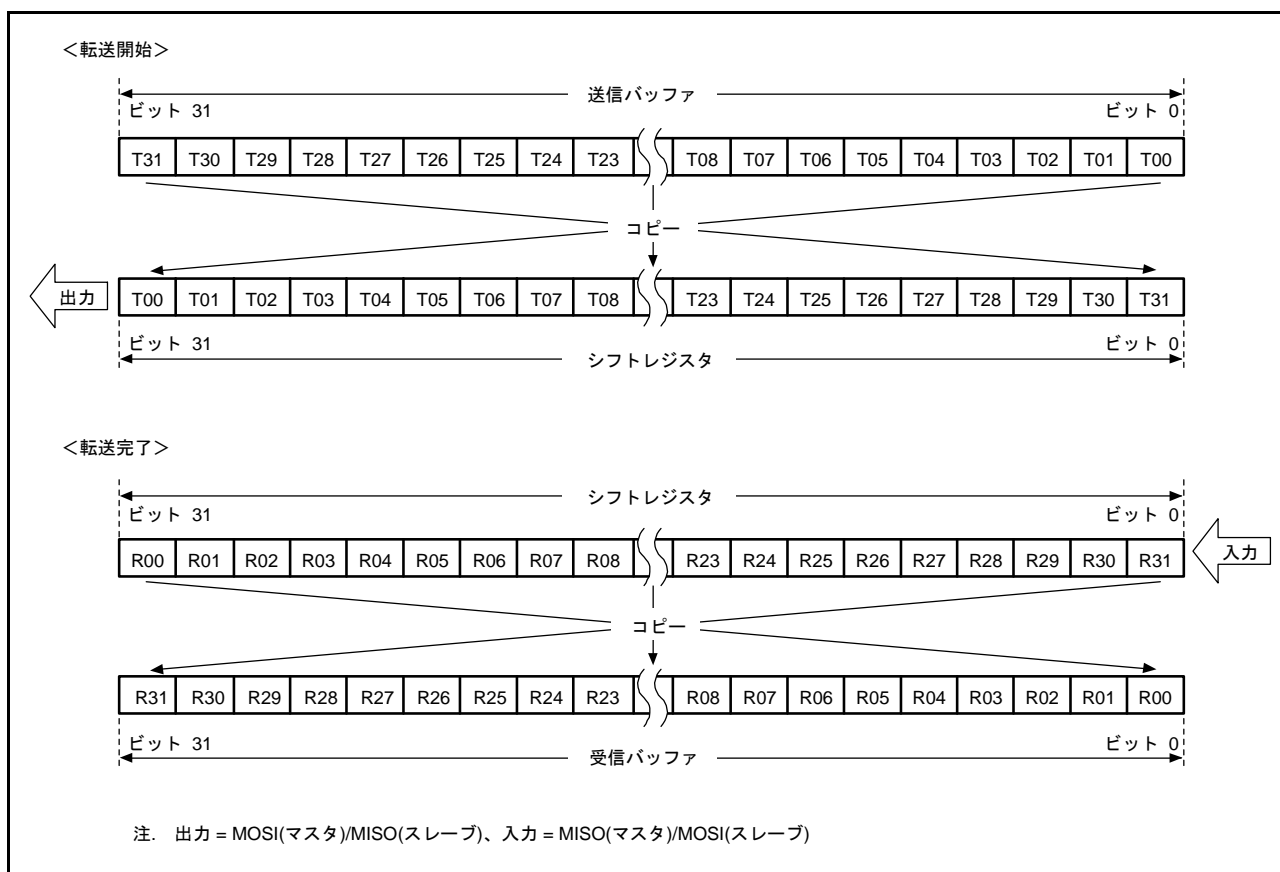 ＜転送開始＞
送信バッファ
ビット 31 ビット 0
T31 T30 T29 T28 T27 T26 T25 T24 T23 T08 T07 T06 T05 T04 T03 T02 T01 T00
コピー
出力 T00 T01 T02 T03 T04 T05 T06 T07 T08 T23 T24 T25 T26 T27 T28 T29 T30 T31
ビット 31 ビット 0
シフトレジスタ
＜転送完了＞
シフトレジスタ
ビット 31 ビット 0
R00 R01 R02 R03 R04 R05 R06 R07 R08 R23 R24 R25 R26 R27 R28 R29 R30 R31 入力
コピー
R31 R30 R29 R28 R27 R26 R25 R24 R23 R08 R07 R06 R05 R04 R03 R02 R01 R00
ビット 31 ビット 0
受信バッファ
注. 出力 = MOSI(マスタ)/MISO(スレーブ)、入力 = MISO(マスタ)/MOSI(スレーブ)